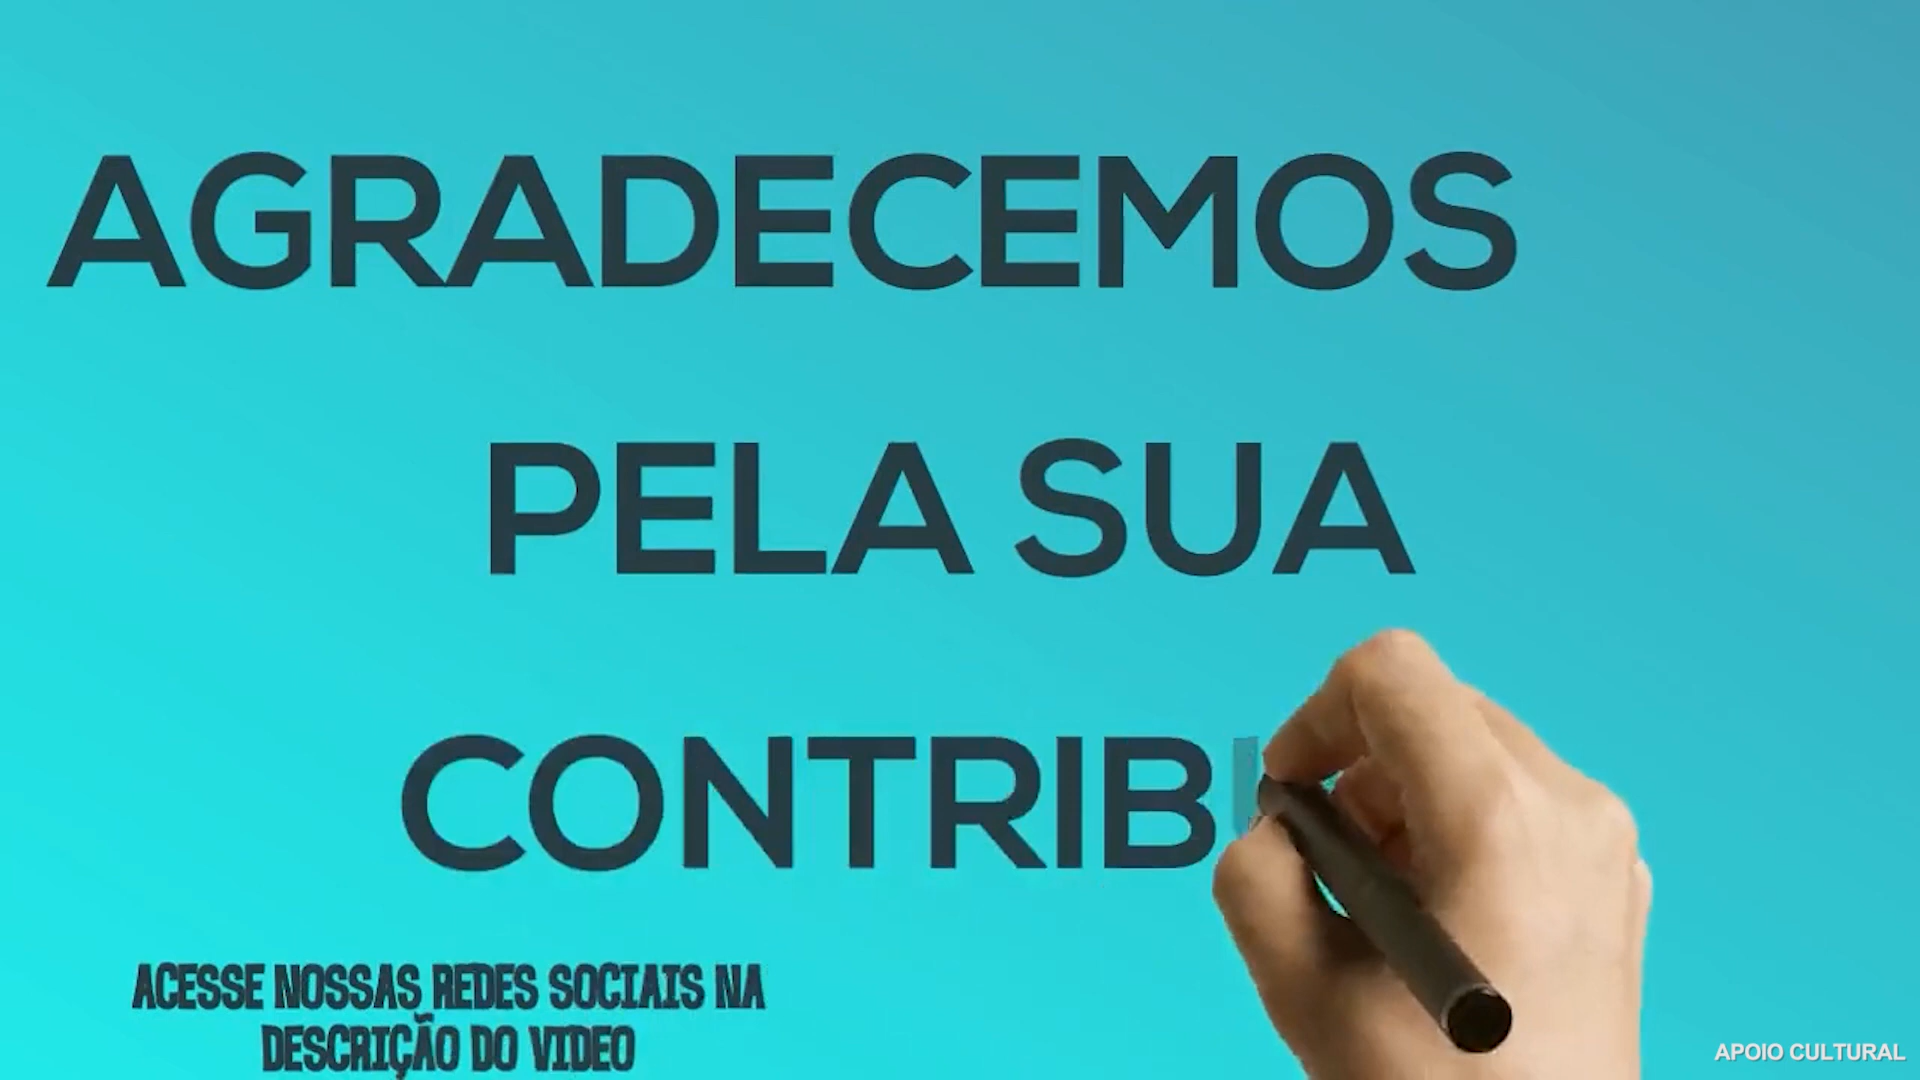 AGRADECEMOS
PELA SUA
CONTRIB
ACESSE NOSSAS REDES SOCIAIS NA
DESCRIÇÃO DO VIDEO
APOIO CULTURAL